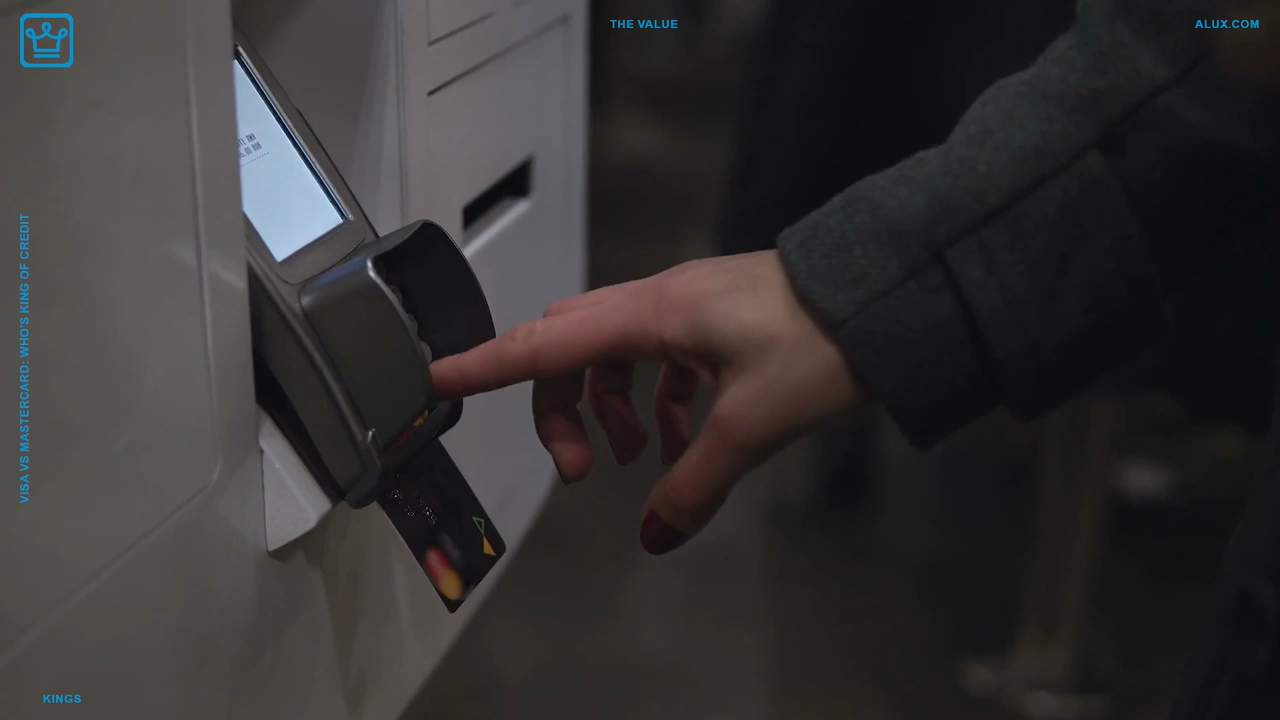 THE VALUE
ALUX.COM
VISA VS MASTERCARD: WHO'S KING OF CREDIT
KINGS